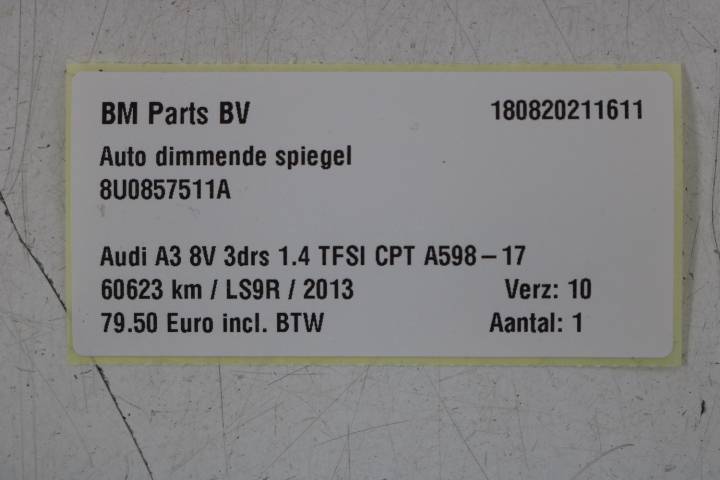 BM Parts BV 180820211611
Auto dimmende spiegel
8U0857511A
Audi A3 8V 3drs 1.4 TFSI CPT A598-17
60623 km / LS9R / 2013 Verz: 10
79.50 Euro incl. BTW Aantal: 1